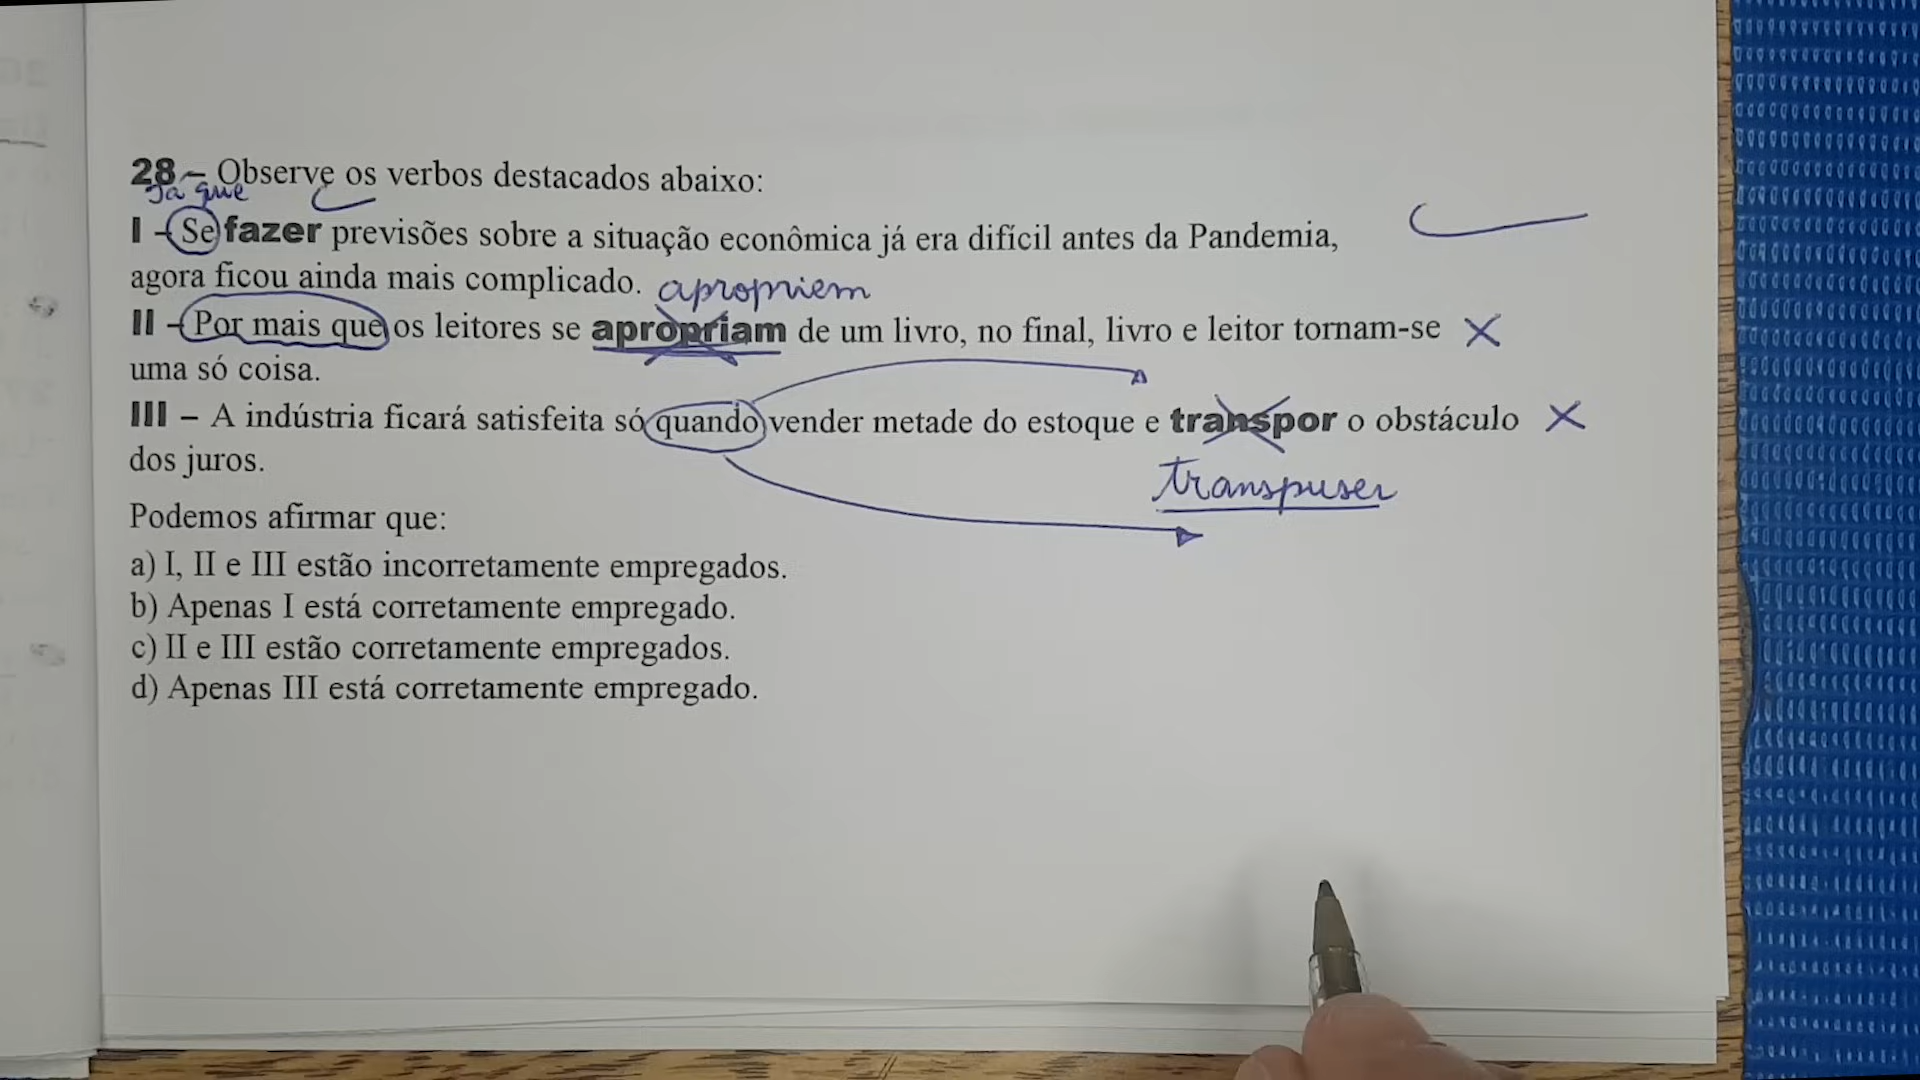 28 – Observe os verbos destacados abaixo:
Já que
I – Se fazer previsões sobre a situação econômica já era difícil antes da Pandemia,
agora ficou ainda mais complicado. apropriem
II – Por mais que os leitores se apropriam de um livro, no final, livro e leitor tornam-se X
uma só coisa.
III – A indústria ficará satisfeita só quando vender metade do estoque e transpor o obstáculo X
dos juros.
transpuser
Podemos afirmar que:
a) I, II e III estão incorretamente empregados.
b) Apenas I está corretamente empregado.
c) II e III estão corretamente empregados.
d) Apenas III está corretamente empregado.